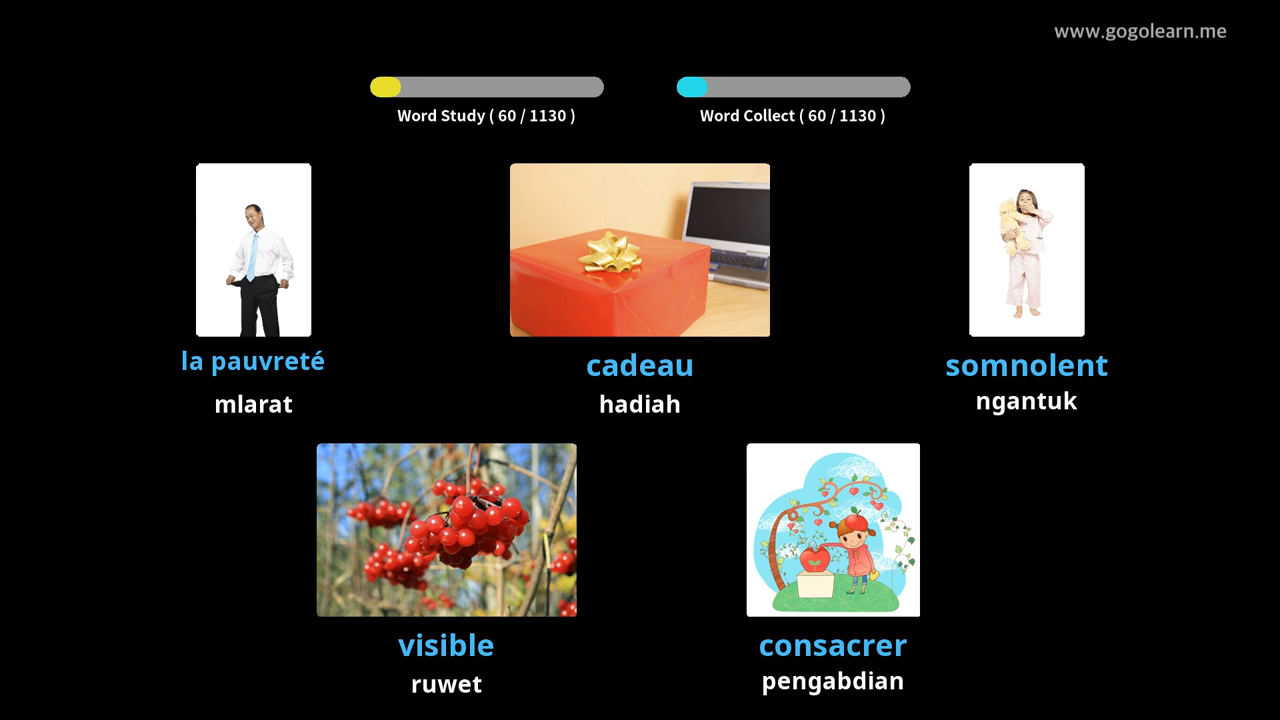 www.gogolearn.me
Word Study ( 60 / 1130 )
Word Collect ( 60 / 1130 )
la pauvreté
mlarat
cadeau
hadiah
somnolent
ngantuk
visible
ruwet
consacrer
pengabdian